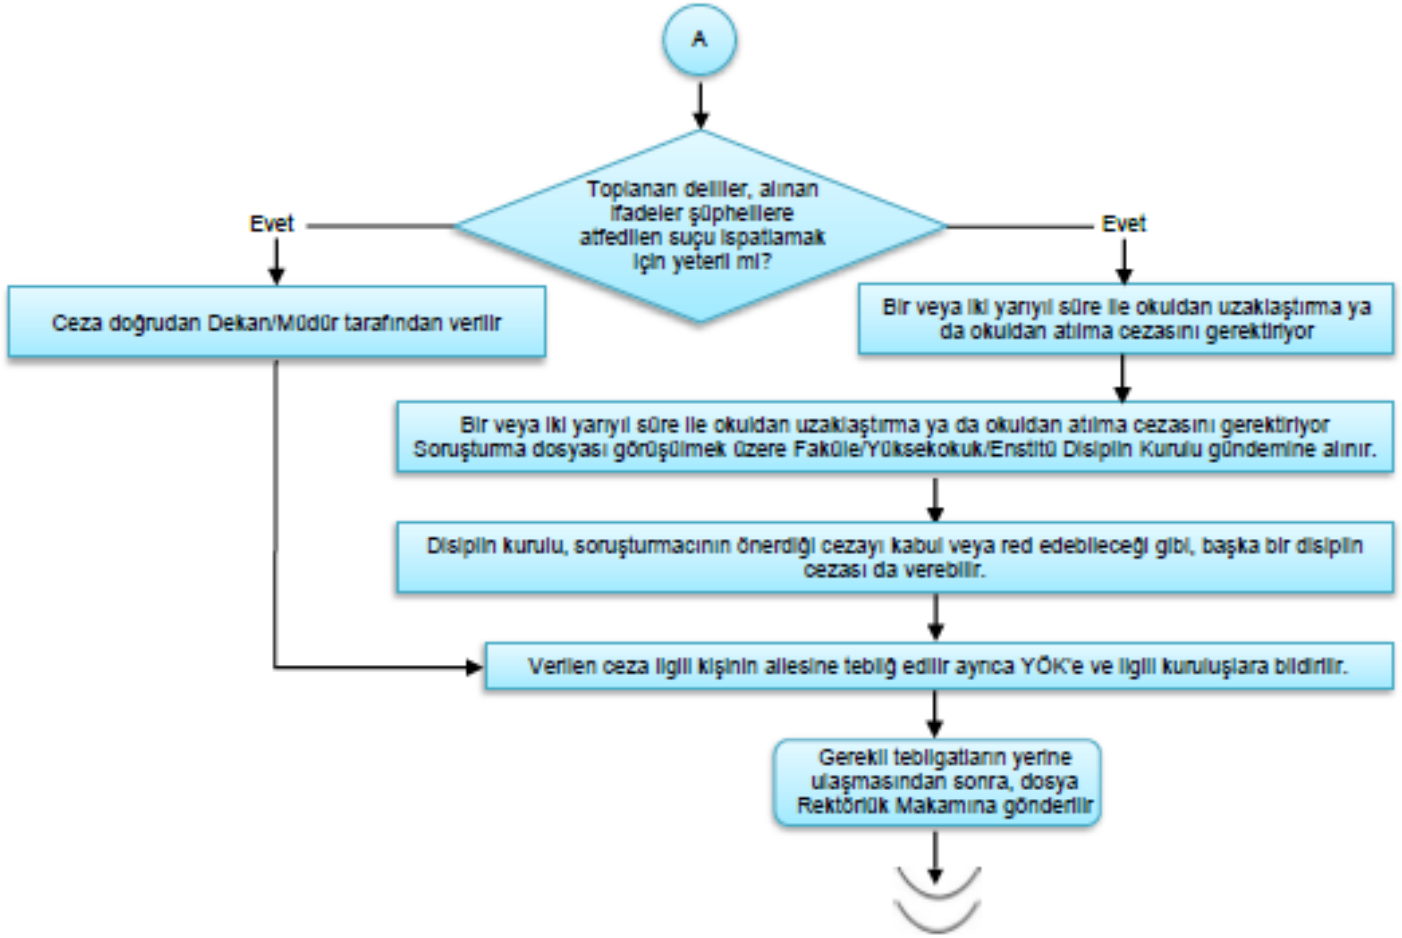 A
Toplanan deliller, alınan
ifadeler şüphelilere
atfedilen suçu ispatlamak
için yeterli mi?
Evet
Evet
Ceza doğrudan Dekan/Müdür tarafından verilir
Bir veya iki yarıyıl süre ile okuldan uzaklaştırma ya
da okuldan atılma cezasını gerektiriyor
Bir veya iki yarıyıl süre ile okuldan uzaklaştırma ya da okuldan atılma cezasını gerektiriyor
Soruşturma dosyası görüşülmek üzere Faküle/Yüksekokuk/Enstitü Disiplin Kurulu gündemine alınır.
Disiplin kurulu, soruşturmacının önerdiği cezayı kabul veya red edebileceği gibi, başka bir disiplin
cezası da verebilir.
Verilen ceza ilgili kişinin ailesine tebliğ edilir ayrıca YÖK'e ve ilgili kuruluşlara bildirilir.
Gerekli tebligatların yerine
ulaşmasından sonra, dosya
Rektörlük Makamına gönderilir